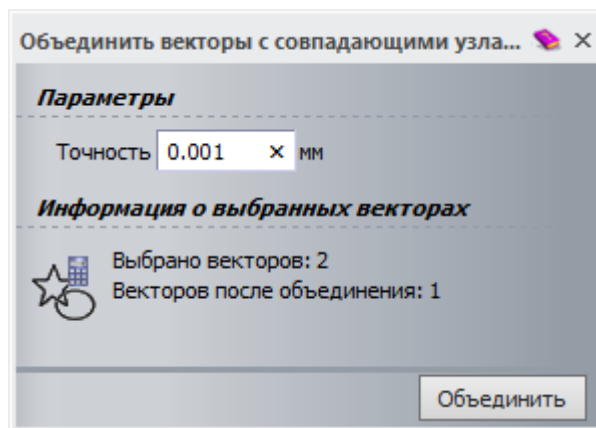 Объединить векторы с совпадающими узла...
Параметры
Точность 0.001 мм
Информация о выбранных векторах
Выбрано векторов: 2
Векторов после объединения: 1
Объединить